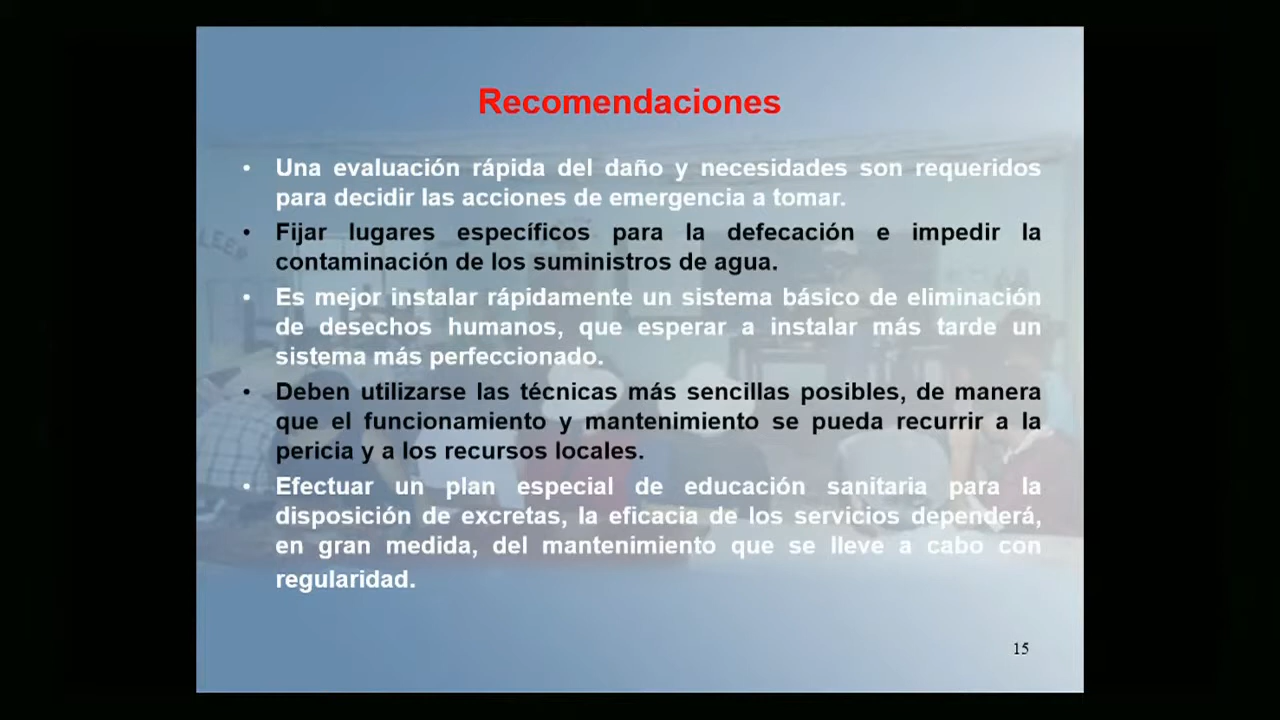 Recomendaciones
• Una evaluación rápida del daño y necesidades son requeridos
para decidir las acciones de emergencia a tomar.
• Fijar lugares específicos para la defecación e impedir la
contaminación de los suministros de agua.
• Es mejor instalar rápidamente un sistema básico de eliminación
de desechos humanos, que esperar a instalar más tarde un
sistema más perfeccionado.
• Deben utilizarse las técnicas más sencillas posibles, de manera
que el funcionamiento y mantenimiento se pueda recurrir a la
pericia y a los recursos locales.
• Efectuar un plan especial de educación sanitaria para la
disposición de excretas, la eficacia de los servicios dependerá,
en gran medida, del mantenimiento que se lleve a cabo con
regularidad.
15